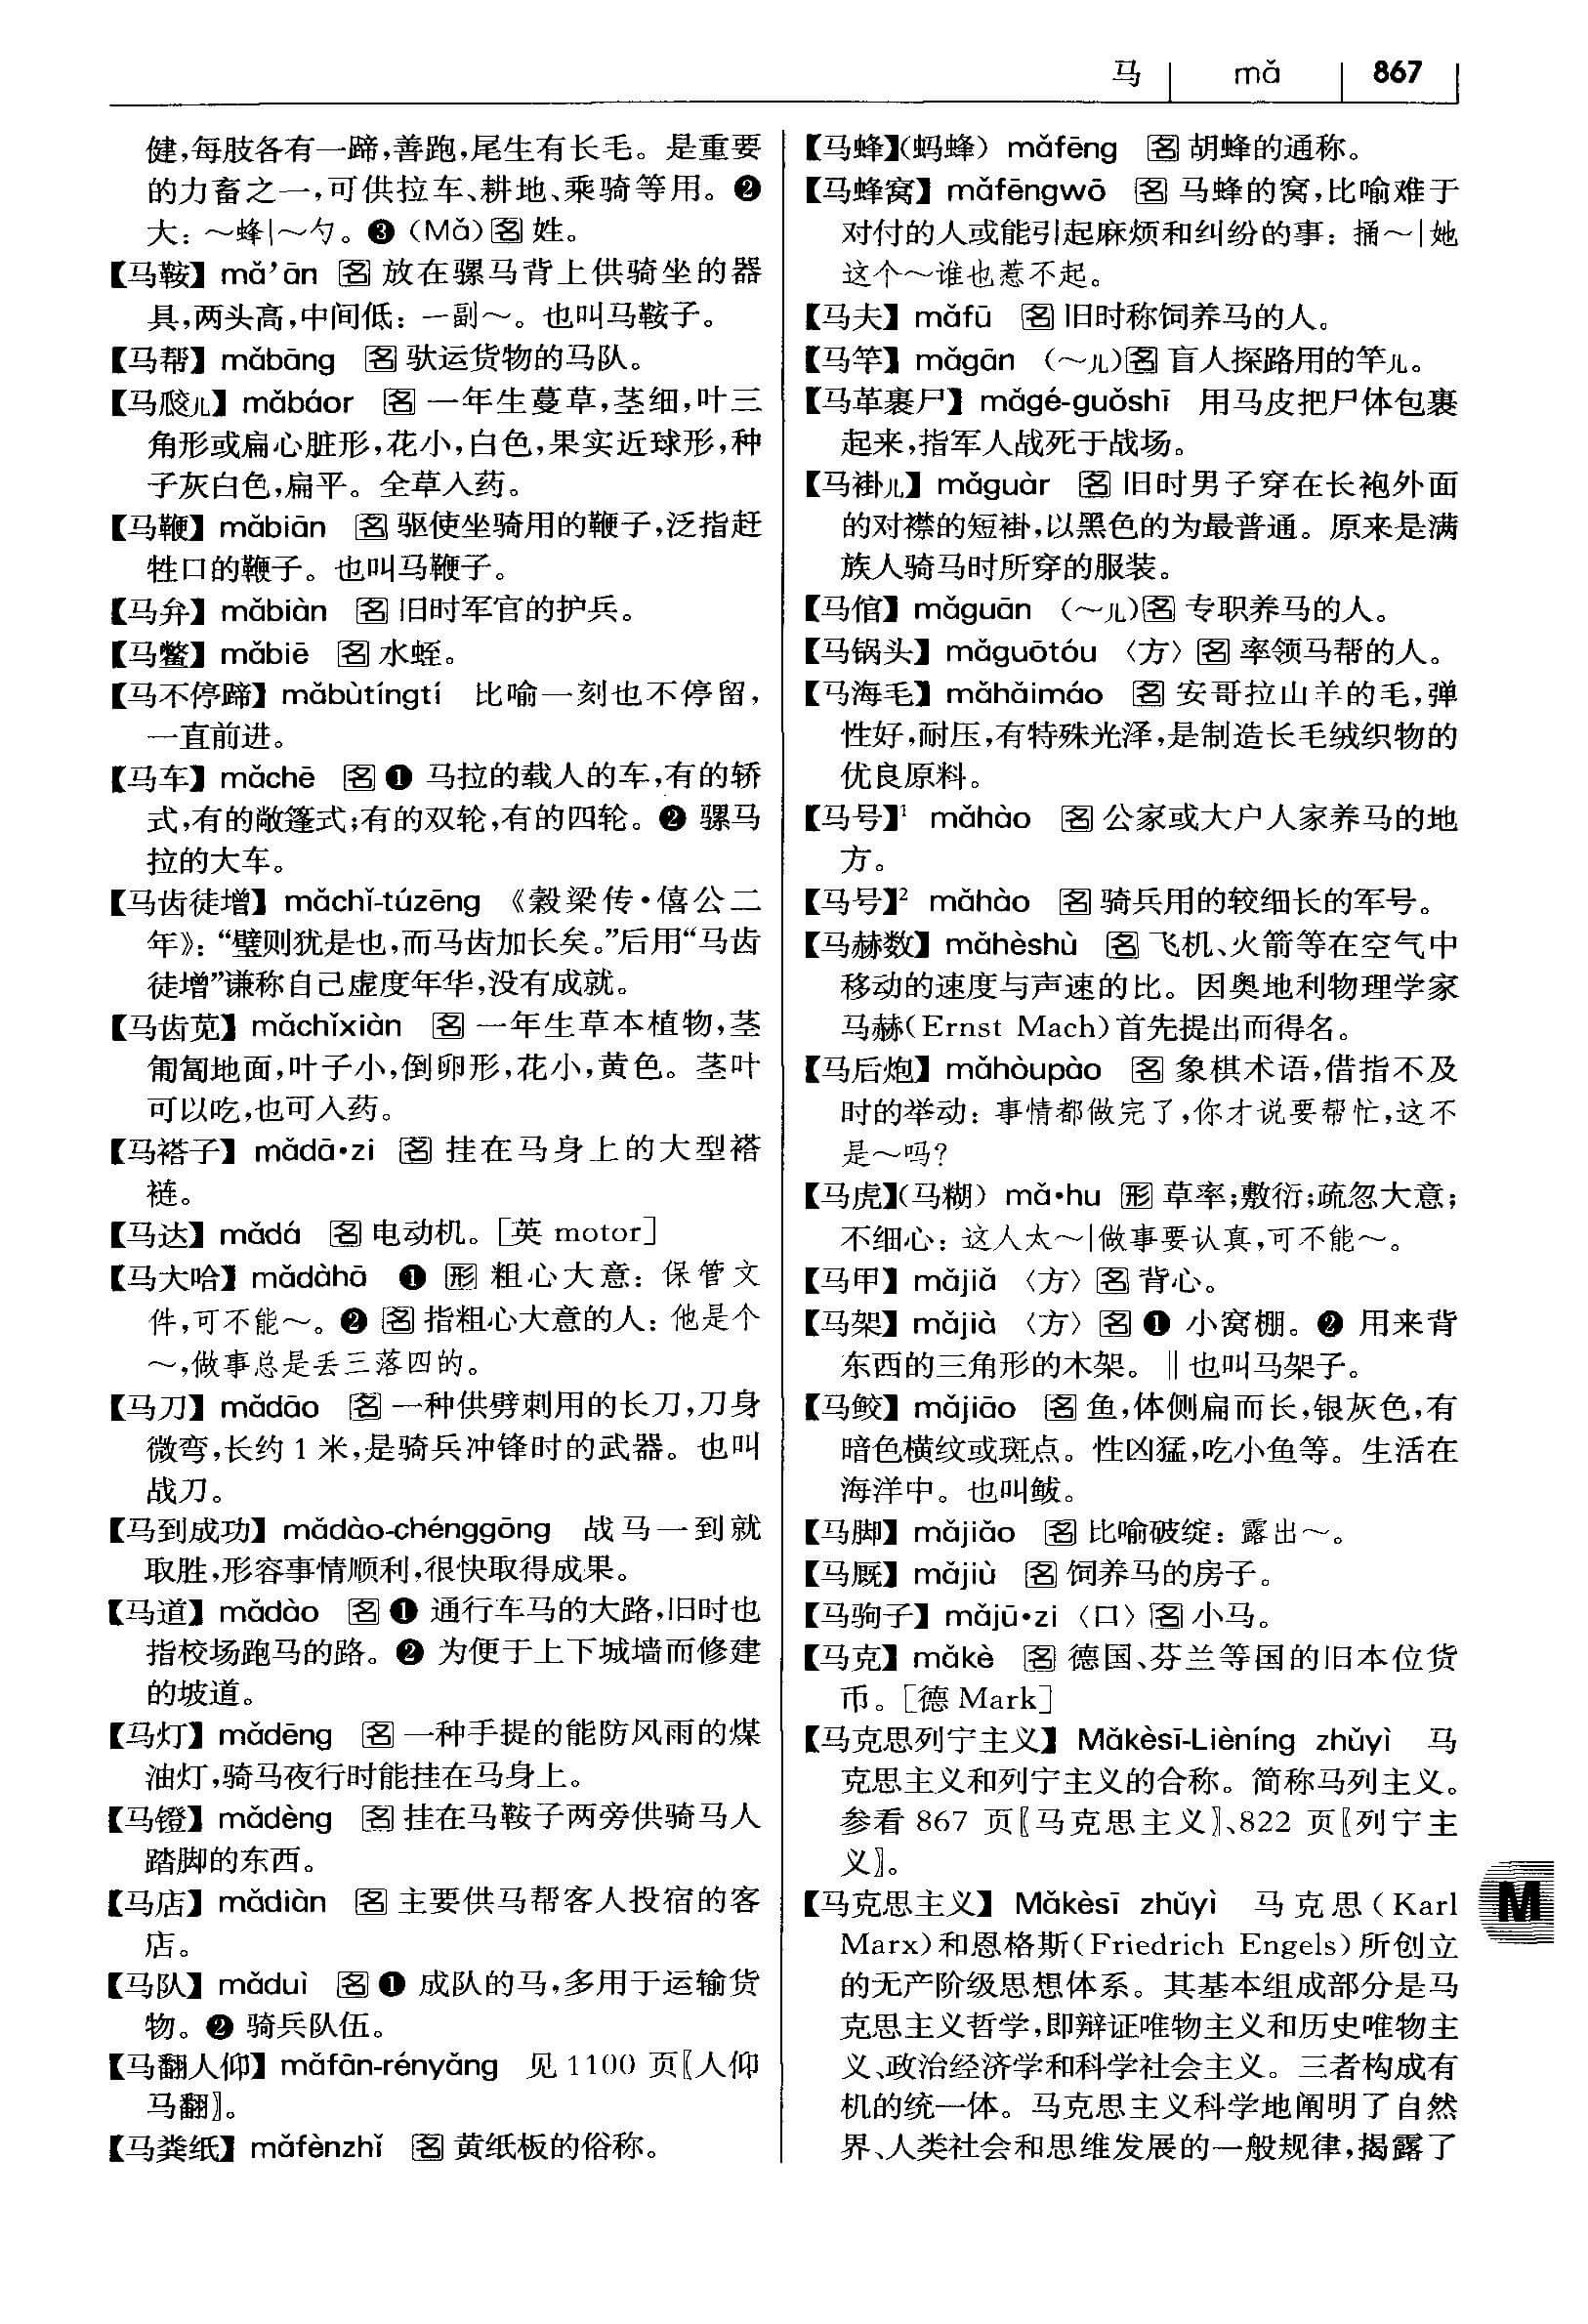 马 mǎ 867
健,每肢各有一蹄,善跑,尾生有长毛。是重要
的力畜之一,可供拉车、耕地、乘骑等用。❷
大：～蜂|～勺。❸（Mǎ）名 姓。
【马鞍】mǎ’ān 名 放在骡马背上供骑坐的器
具,两头高,中间低：一副～。也叫马鞍子。
【马帮】mǎbāng 名 驮运货物的马队。
【马㼎儿】mǎbáor 名 一年生蔓草,茎细,叶三
角形或扁心脏形,花小,白色,果实近球形,种
子灰白色,扁平。全草入药。
【马鞭】mǎbiān 名 驱使坐骑用的鞭子,泛指赶
牲口的鞭子。也叫马鞭子。
【马弁】mǎbiàn 名 旧时军官的护兵。
【马鳖】mǎbiē 名 水蛭。
【马不停蹄】mǎbùtíngtí 比喻一刻也不停留,
一直前进。
【马车】mǎchē 名 ❶ 马拉的载人的车,有的轿
式,有的敞篷式;有的双轮,有的四轮。❷ 骡马
拉的大车。
【马齿徒增】mǎchǐ-túzēng 《穀梁传·僖公二
年》：“璧则犹是也,而马齿加长矣。”后用“马齿
徒增”谦称自己虚度年华,没有成就。
【马齿苋】mǎchǐxiàn 名 一年生草本植物,茎
匍匐地面,叶子小,倒卵形,花小,黄色。茎叶
可以吃,也可入药。
【马褡子】mǎdā·zi 名 挂在马身上的大型褡
裢。
【马达】mǎdá 名 电动机。[英 motor]
【马大哈】mǎdàhā ❶ 形 粗心大意：保管文
件,可不能～。❷ 名 指粗心大意的人：他是个
～,做事总是丢三落四的。
【马刀】mǎdāo 名 一种供劈刺用的长刀,刀身
微弯,长约 1 米,是骑兵冲锋时的武器。也叫
战刀。
【马到成功】mǎdào-chénggōng 战马一到就
取胜,形容事情顺利,很快取得成果。
【马道】mǎdào 名 ❶ 通行车马的大路,旧时也
指校场跑马的路。❷ 为便于上下城墙而修建
的坡道。
【马灯】mǎdēng 名 一种手提的能防风雨的煤
油灯,骑马夜行时能挂在马身上。
【马镫】mǎdèng 名 挂在马鞍子两旁供骑马人
踏脚的东西。
【马店】mǎdiàn 名 主要供马帮客人投宿的客
店。
【马队】mǎduì 名 ❶ 成队的马,多用于运输货
物。❷ 骑兵队伍。
【马翻人仰】mǎfān-rényǎng 见 1100 页〖人仰
马翻〗。
【马粪纸】mǎfènzhǐ 名 黄纸板的俗称。
【马蜂】（蚂蜂）mǎfēng 名 胡蜂的通称。
【马蜂窝】mǎfēngwō 名 马蜂的窝,比喻难于
对付的人或能引起麻烦和纠纷的事：捅～|她
这个～谁也惹不起。
【马夫】mǎfū 名 旧时称饲养马的人。
【马竿】mǎgān （～儿）名 盲人探路用的竿儿。
【马革裹尸】mǎgé-guǒshī 用马皮把尸体包裹
起来,指军人战死于战场。
【马褂儿】mǎguàr 名 旧时男子穿在长袍外面
的对襟的短褂,以黑色的为最普通。原来是满
族人骑马时所穿的服装。
【马倌】mǎguān （～儿）名 专职养马的人。
【马锅头】mǎguōtóu 〈方〉名 率领马帮的人。
【马海毛】mǎhǎimáo 名 安哥拉山羊的毛,弹
性好,耐压,有特殊光泽,是制造长毛绒织物的
优良原料。
【马号】¹ mǎhào 名 公家或大户人家养马的地
方。
【马号】² mǎhào 名 骑兵用的较细长的军号。
【马赫数】mǎhèshù 名 飞机、火箭等在空气中
移动的速度与声速的比。因奥地利物理学家
马赫（Ernst Mach）首先提出而得名。
【马后炮】mǎhòupào 名 象棋术语,借指不及
时的举动：事情都做完了,你才说要帮忙,这不
是～吗?
【马虎】（马糊）mǎ·hu 形 草率;敷衍;疏忽大意;
不细心：这人太～|做事要认真,可不能～。
【马甲】mǎjiǎ 〈方〉名 背心。
【马架】mǎjià 〈方〉名 ❶ 小窝棚。❷ 用来背
东西的三角形的木架。‖也叫马架子。
【马鲛】mǎjiāo 名 鱼,体侧扁而长,银灰色,有
暗色横纹或斑点。性凶猛,吃小鱼等。生活在
海洋中。也叫鲅。
【马脚】mǎjiǎo 名 比喻破绽：露出～。
【马厩】mǎjiù 名 饲养马的房子。
【马驹子】mǎjū·zi 〈口〉名 小马。
【马克】mǎkè 名 德国、芬兰等国的旧本位货
币。[德 Mark]
【马克思列宁主义】Mǎkèsī-Lièníng zhǔyì 马
克思主义和列宁主义的合称。简称马列主义。
参看 867 页〖马克思主义〗、822 页〖列宁主
义〗。
【马克思主义】Mǎkèsī zhǔyì 马克思（Karl
Marx）和恩格斯（Friedrich Engels）所创立
的无产阶级思想体系。其基本组成部分是马
克思主义哲学,即辩证唯物主义和历史唯物主
义、政治经济学和科学社会主义。三者构成有
机的统一体。马克思主义科学地阐明了自然
界、人类社会和思维发展的一般规律,揭露了
M